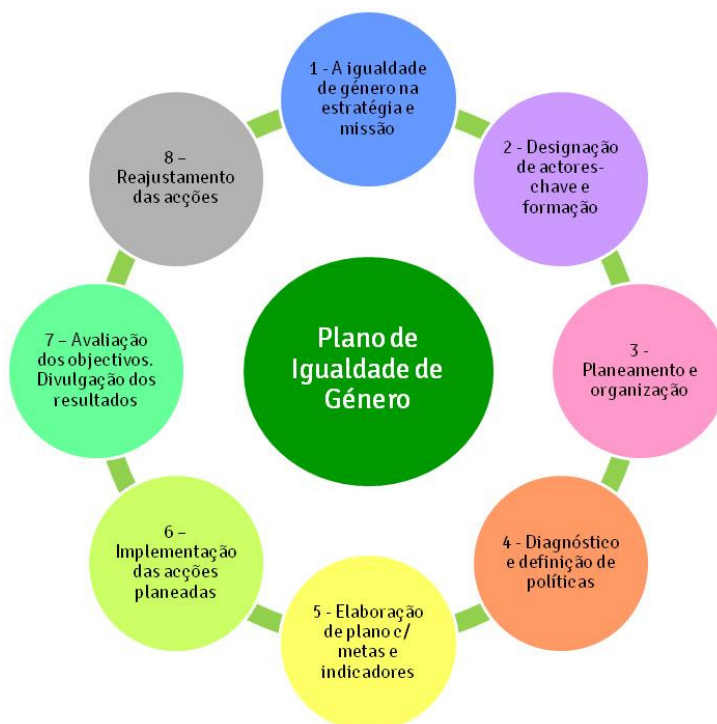 1 - A igualdade
de género na
estratégia e
missão
2 - Designação
de actores-
chave e
formação
3 -
Planeamento e
organização
4 - Diagnóstico
e definição de
políticas
5 - Elaboração
de plano c/
metas e
indicadores
6 –
Implementação
das acções
planeadas
7 – Avaliação
dos objectivos.
Divulgação dos
resultados
8 –
Reajustamento
das acções
Plano de
Igualdade de
Género